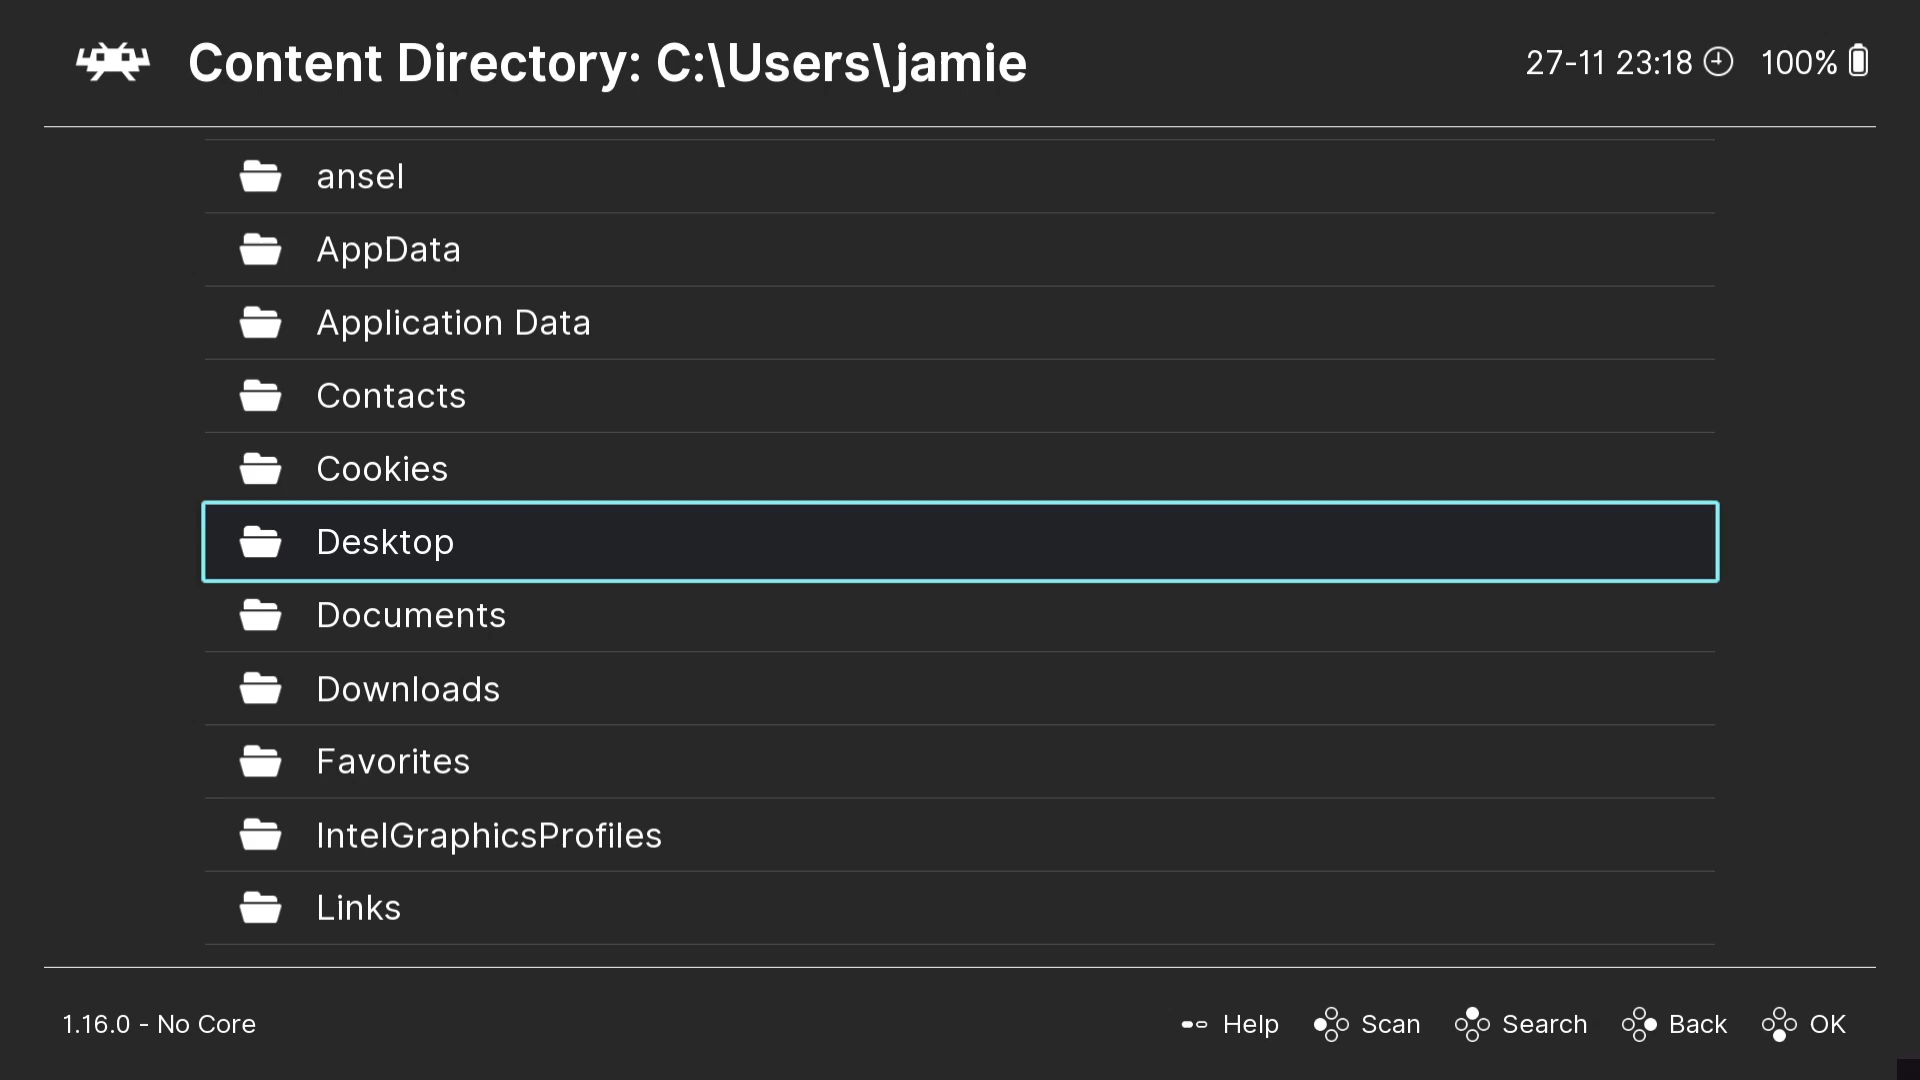 Content Directory: C:\Users\jamie
27-11 23:18 100%
ansel
AppData
Application Data
Contacts
Cookies
Desktop
Documents
Downloads
Favorites
IntelGraphicsProfiles
Links
1.16.0 - No Core
Help Scan Search Back OK